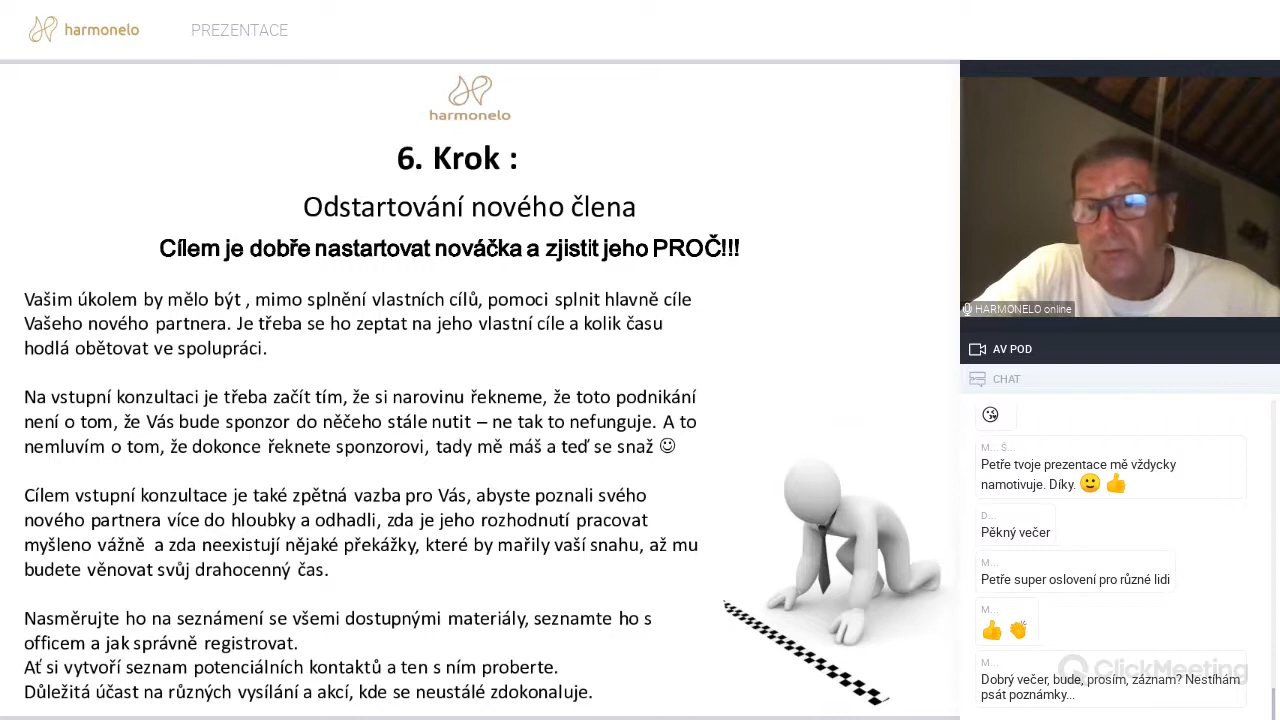 harmonelo
PREZENTACE
harmonelo
6. Krok :
Odstartování nového člena
Cílem je dobře nastartovat nováčka a zjistit jeho PROČ!!!
Vašim úkolem by mělo být , mimo splnění vlastních cílů, pomoci splnit hlavně cíle
Vašeho nového partnera. Je třeba se ho zeptat na jeho vlastní cíle a kolik času
hodlá obětovat ve spolupráci.
Na vstupní konzultaci je třeba začít tím, že si narovinu řekneme, že toto podnikání
není o tom, že Vás bude sponzor do něčeho stále nutit – ne tak to nefunguje. A to
nemluvím o tom, že dokonce řeknete sponzorovi, tady mě máš a teď se snaž ☺
Cílem vstupní konzultace je také zpětná vazba pro Vás, abyste poznali svého
nového partnera více do hloubky a odhadli, zda je jeho rozhodnutí pracovat
myšleno vážně a zda neexistují nějaké překážky, které by mařily vaší snahu, až mu
budete věnovat svůj drahocenný čas.
Nasměrujte ho na seznámení se všemi dostupnými materiály, seznamte ho s
officem a jak správně registrovat.
Ať si vytvoří seznam potenciálních kontaktů a ten s ním proberte.
Důležitá účast na různých vysílání a akcí, kde se neustálé zdokonaluje.
HARMONELO online
AV POD
CHAT
😘
M... Š...
Petře tvoje prezentace mě vždycky
namotivuje. Díky. 🙂 👍
D...
Pěkný večer
M...
Petře super oslovení pro různé lidi
M...
👍 👏
M...
Dobrý večer, bude, prosím, záznam? Nestíhám
psát poznámky...
ClickMeeting